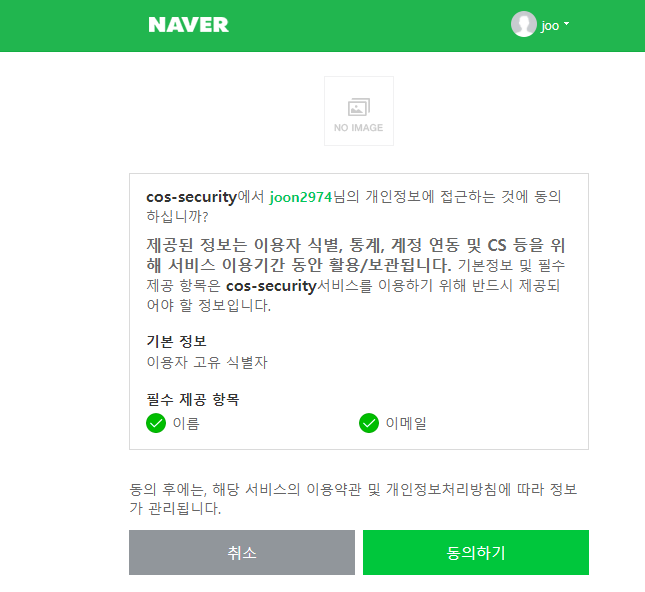 NAVER
joo
NO IMAGE
cos-security에서 joon2974님의 개인정보에 접근하는 것에 동의
하십니까?
제공된 정보는 이용자 식별, 통계, 계정 연동 및 CS 등을 위
해 서비스 이용기간 동안 활용/보관됩니다. 기본정보 및 필수
제공 항목은 cos-security서비스를 이용하기 위해 반드시 제공되
어야 할 정보입니다.
기본 정보
이용자 고유 식별자
필수 제공 항목
이름 이메일
동의 후에는, 해당 서비스의 이용약관 및 개인정보처리방침에 따라 정보
가 관리됩니다.
취소 동의하기